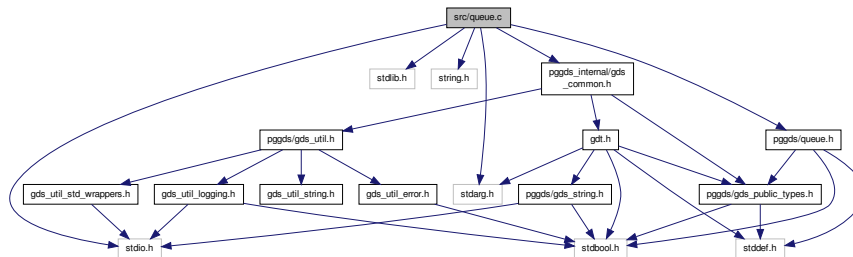 src/queue.c
stdlib.h
string.h
pggds_internal/gds
_common.h
pggds/gds_util.h
gdt.h
pggds/queue.h
gds_util_std_wrappers.h
gds_util_logging.h
gds_util_string.h
gds_util_error.h
stdarg.h
pggds/gds_string.h
pggds/gds_public_types.h
stdio.h
stdbool.h
stddef.h